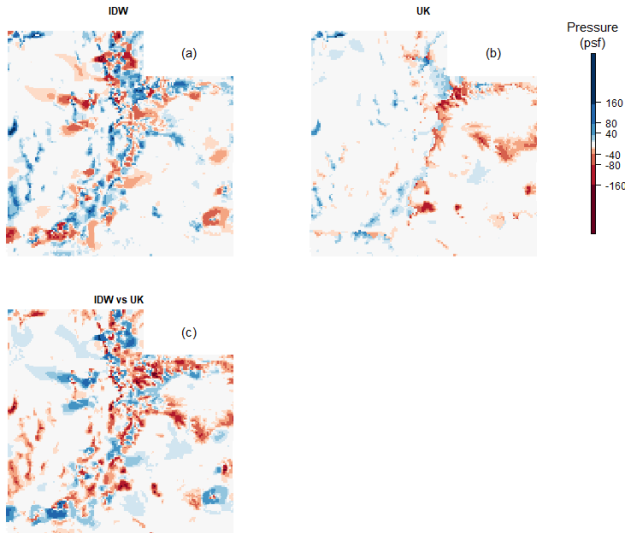 IDW
UK
Pressure
(psf)
(a)
(b)
160
80
40
-40
-80
-160
IDW vs UK
(c)